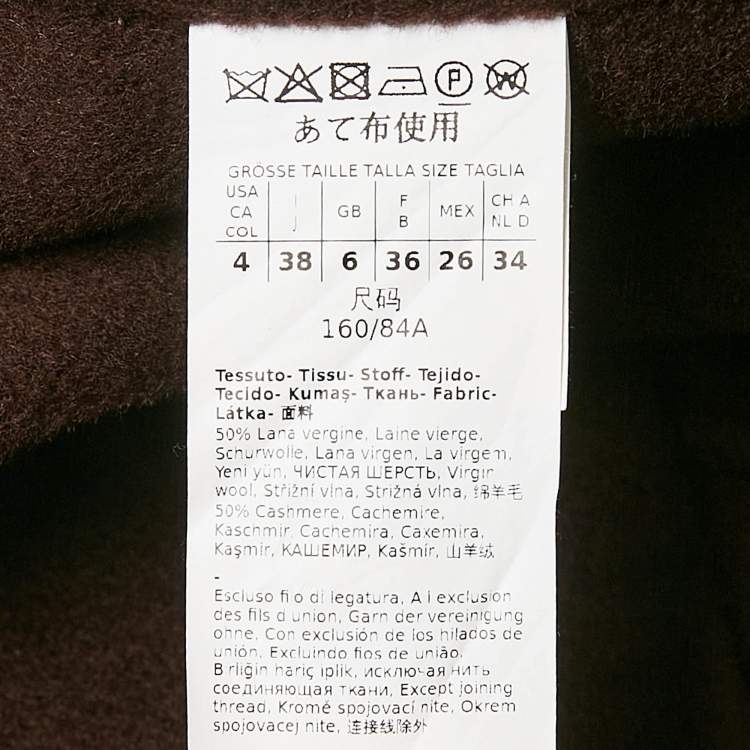 P W
あて布使用
GRÖSSE TAILLE TALLA SIZE TAGLIA
USA CA COL | I J | GB | F B | MEX | CH A NL D
4 38 6 36 26 34
尺码
160/84A
Tessuto- Tissu- Stoff- Tejido-
Tecido- Kumaş- Ткань- Fabric-
Látka- 面料
50% Lana vergine, Laine vierge,
Schurwolle, Lana virgen, La virgem,
Yeni yün, ЧИСТАЯ ШЕРСТЬ, Virgin
wool, Střižní vlna, Strižná vlna, 绵羊毛
50% Cashmere, Cachemire,
Kaschmir, Cachemira, Caxemira,
Kaşmir, КАШЕМИР, Kašmír, 山羊绒
-
Escluso filo di legatura, A l exclusion
des fils d union, Garn der vereinigung
ohne, Con exclusión de los hilados de
unión, Excluindo fios de união.
Birliğin hariç iplik, исключая нить
соединяющая ткани, Except joining
thread, Kromě spojovací nite, Okrem
spojovacej nite, 连接线除外